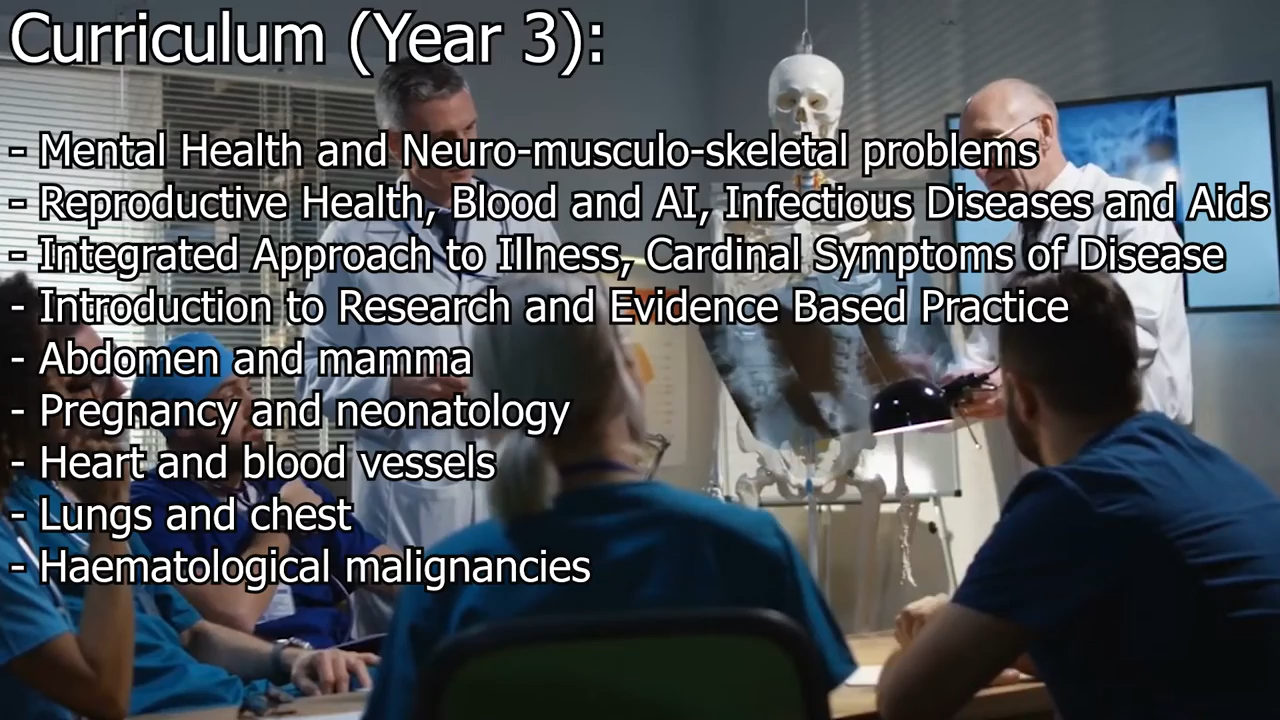 Curriculum (Year 3):
- Mental Health and Neuro-musculo-skeletal problems
- Reproductive Health, Blood and AI, Infectious Diseases and Aids
- Integrated Approach to Illness, Cardinal Symptoms of Disease
- Introduction to Research and Evidence Based Practice
- Abdomen and mamma
- Pregnancy and neonatology
- Heart and blood vessels
- Lungs and chest
- Haematological malignancies